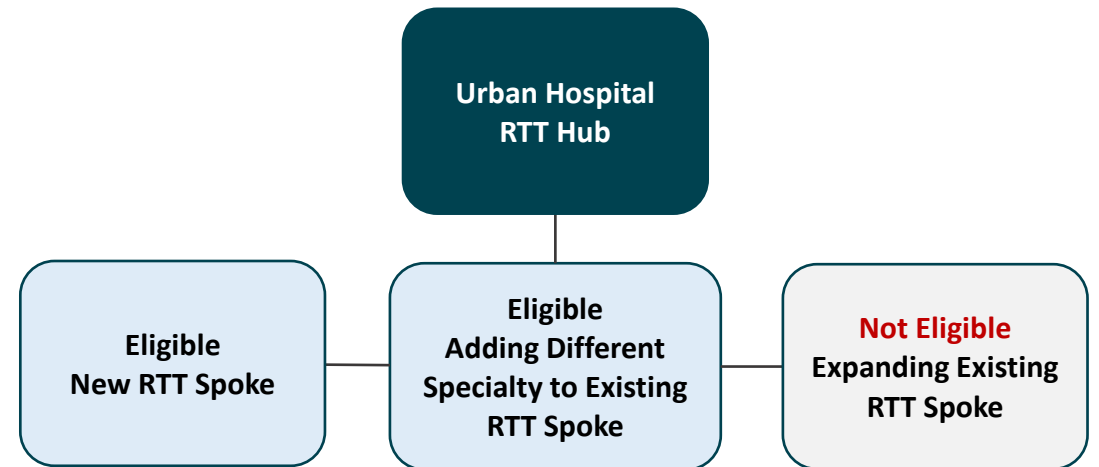 Urban Hospital
RTT Hub
Eligible
New RTT Spoke
Eligible
Adding Different
Specialty to Existing
RTT Spoke
Not Eligible
Expanding Existing
RTT Spoke